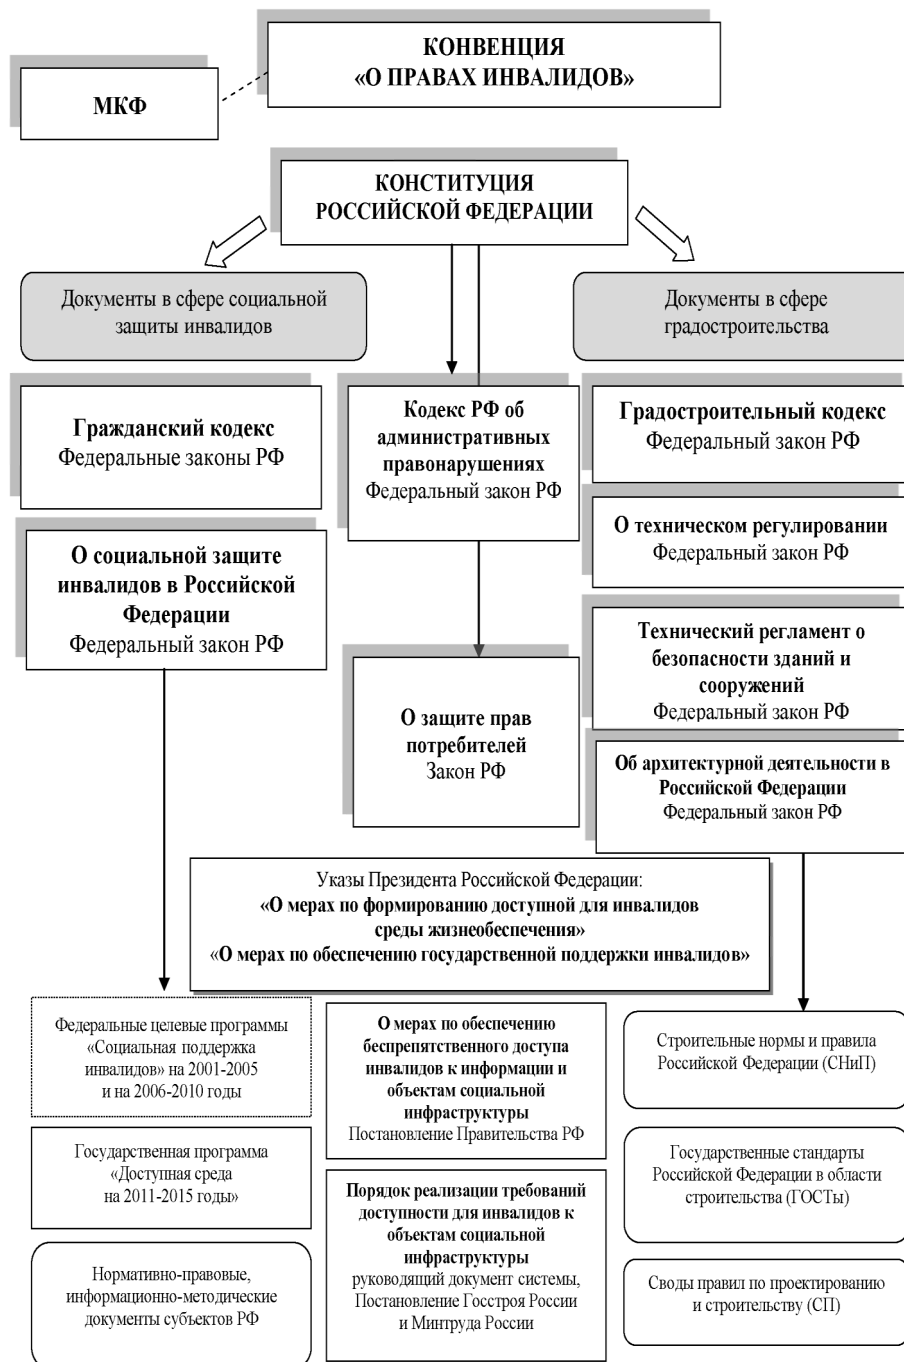 КОНВЕНЦИЯ
«О ПРАВАХ ИНВАЛИДОВ»
МКФ
КОНСТИТУЦИЯ
РОССИЙСКОЙ ФЕДЕРАЦИИ
Документы в сфере социальной
защиты инвалидов
Документы в сфере
градостроительства
Гражданский кодекс
Федеральные законы РФ
О социальной защите
инвалидов в Российской
Федерации
Федеральный закон РФ
Кодекс РФ об
административных
правонарушениях
Федеральный закон РФ
О защите прав
потребителей
Закон РФ
Градостроительный кодекс
Федеральный закон РФ
О техническом регулировании
Федеральный закон РФ
Технический регламент о
безопасности зданий и
сооружений
Федеральный закон РФ
Об архитектурной деятельности в
Российской Федерации
Федеральный закон РФ
Указы Президента Российской Федерации:
«О мерах по формированию доступной для инвалидов
среды жизнеобеспечения»
«О мерах по обеспечению государственной поддержки инвалидов»
Федеральные целевые программы
«Социальная поддержка
инвалидов» на 2001-2005
и на 2006-2010 годы
Государственная программа
«Доступная среда
на 2011-2015 годы»
Нормативно-правовые,
информационно-методические
документы субъектов РФ
О мерах по обеспечению
беспрепятственного доступа
инвалидов к информации и
объектам социальной
инфраструктуры
Постановление Правительства РФ
Порядок реализации требований
доступности для инвалидов к
объектам социальной
инфраструктуры
руководящий документ системы,
Постановление Госстроя России
и Минтруда России
Строительные нормы и правила
Российской Федерации (СНиП)
Государственные стандарты
Российской Федерации в области
строительства (ГОСТы)
Своды правил по проектированию
и строительству (СП)